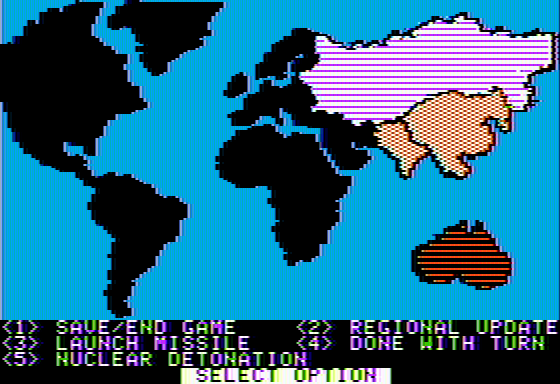 <1> SAVE/END GAME <2> REGIONAL UPDATE
<3> LAUNCH MISSILE <4> DONE WITH TURN
<5> NUCLEAR DETONATION
SELECT OPTION